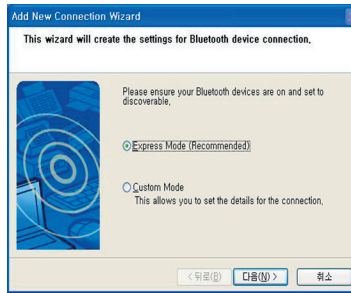 Add New Connection Wizard
This wizard will create the settings for Bluetooth device connection.
Please ensure your Bluetooth devices are on and set to
discoverable.
Express Mode (Recommended)
Custom Mode
This allows you to set the details for the connection.
< 뒤로(B) 다음(N) > 취소